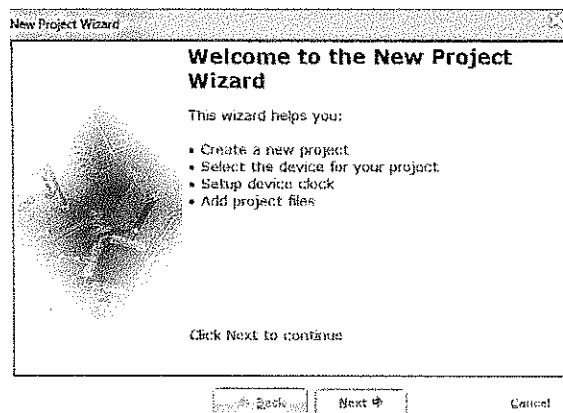 New Project Wizard
Welcome to the New Project
Wizard
This wizard helps you:
• Create a new project
• Select the device for your project
• Setup device clock
• Add project files
Click Next to continue
Back
Next
Cancel